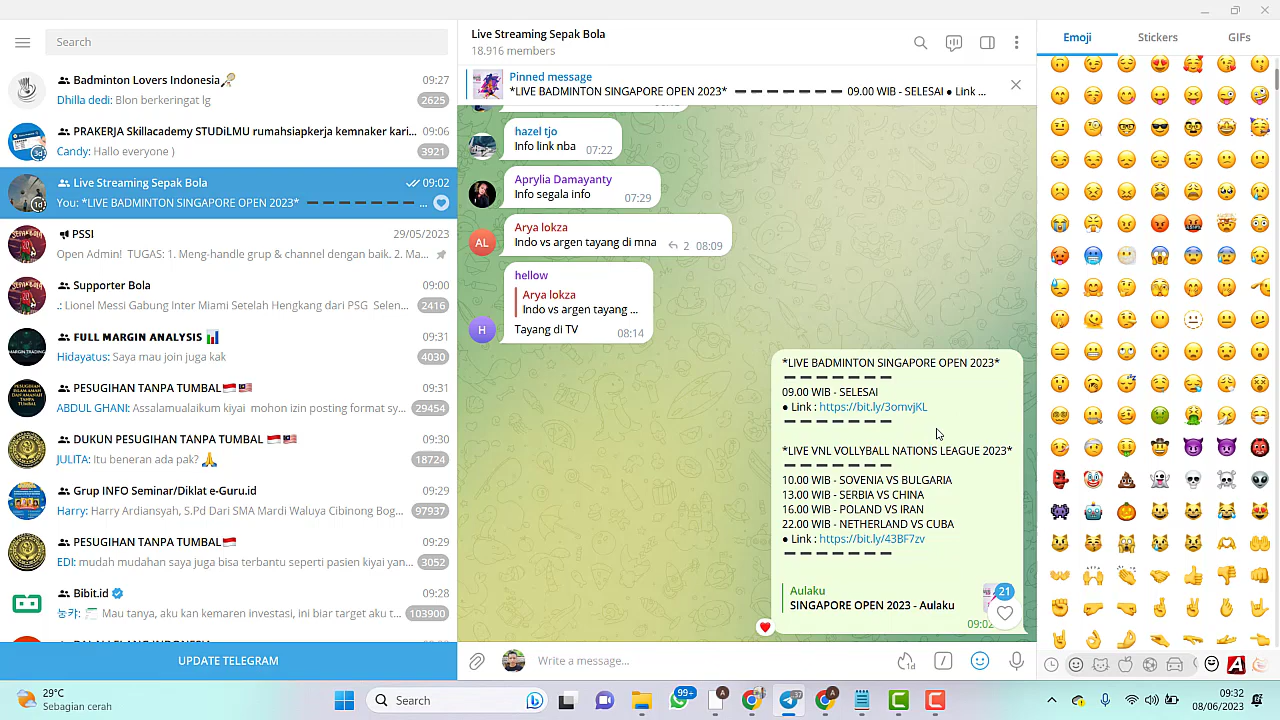 Search
Badminton Lovers Indonesia 09:27
Dhilla dedi: Blon berkeringat lg 2625
PRAKERJA Skillacademy STUDiLMU rumahsiapkerja kemnaker kari... 09:06
Candy: Hallo everyone ) 3921
3d
Live Streaming Sepak Bola 09:02
You: *LIVE BADMINTON SINGAPORE OPEN 2023* ━ ━ ━ ━ ━ ━ ━ ━ ...
1d
PSSI 29/05/2023
Open Admin! TUGAS: 1. Meng-handle grup & channel dengan baik. 2. Ma...
Supporter Bola 09:00
.: Lionel Messi Gabung Inter Miami Setelah Hengkang dari PSG Selen... 2416
FULL MARGIN ANALYSIS 09:31
Hidayatus: Saya mau join juga kak 4030
PESUGIHAN TANPA TUMBAL 09:31
ABDUL GHANI: Assalamualaikum kiyai mohon izin posting format sy... 29454
DUKUN PESUGIHAN TANPA TUMBAL 09:30
JULITA: itu beneran ada pak? 18724
Grup INFO Seminar/Diklat e-Guru.id 09:29
Harry: Harry Ardiansyah, S.Pd Dari SMA Mardi Waluya Cibinong Bog... 97937
PESUGIHAN TANPA TUMBAL 09:29
EDI: mudah mudahan saya juga bisa terbantu seperti pasien kiyai yan... 3052
Bibit.id 09:28
눙카: Mau tanya, aku kan kemaren investasi, ini biar target aku t... 103900
UPDATE TELEGRAM
Live Streaming Sepak Bola
18.916 members
Pinned message
*LIVE BADMINTON SINGAPORE OPEN 2023* ━ ━ ━ ━ ━ ━ ━ ━ 09.00 WIB - SELESAI ● Link ...
hazel tjo
Info link nba 07:22
Aprylia Damayanty
Info segala info 07:29
AL
Arya lokza
Indo vs argen tayang di mna 2 08:09
hellow
Arya lokza
Indo vs argen tayang ...
H
Tayang di TV 08:14
*LIVE BADMINTON SINGAPORE OPEN 2023*
━ ━ ━ ━ ━ ━ ━ ━
09.00 WIB - SELESAI
● Link : https://bit.ly/3omvjKL
━ ━ ━ ━ ━ ━ ━ ━
*LIVE VNL VOLLYBALL NATIONS LEAGUE 2023*
━ ━ ━ ━ ━ ━ ━ ━
10.00 WIB - SOVENIA VS BULGARIA
13.00 WIB - SERBIA VS CHINA
16.00 WIB - POLAND VS IRAN
22.00 WIB - NETHERLAND VS CUBA
● Link : https://bit.ly/43BF7zv
━ ━ ━ ━ ━ ━ ━ ━
Aulaku
SINGAPORE OPEN 2023 - Aulaku
21
09:02
Write a message...
Emoji Stickers GIFs
29°C
Sebagian cerah
Search
99+
37
09:32
08/06/2023